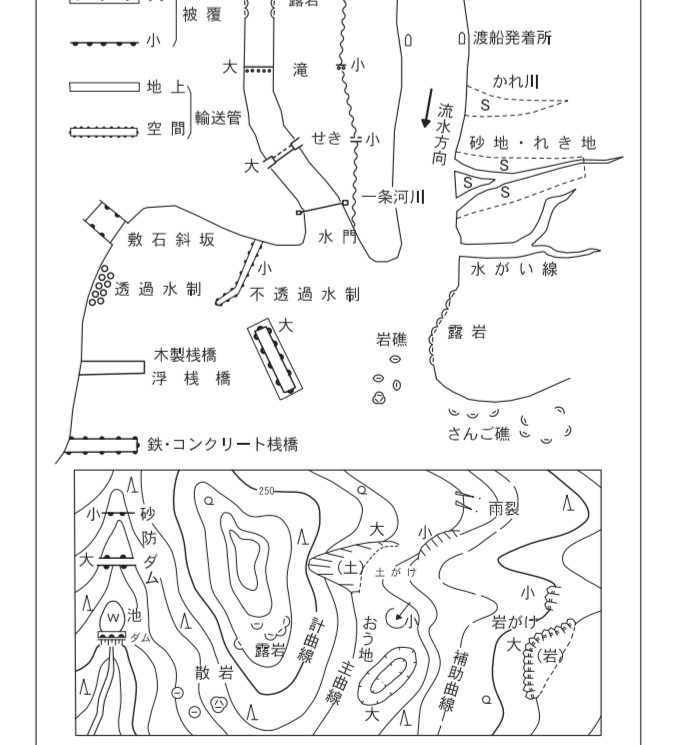 大
被覆
露岩
小
渡船発着所
大
滝
小
かれ川
S
地上
輸送管
空間
流水方向
せき
小
砂地・れき地
S
S
S
大
一条河川
敷石斜坂
水門
小
水がい線
透過水制
不透過水制
大
岩礁
露岩
木製桟橋
浮桟橋
鉄・コンクリート桟橋
さんご礁
250
小
砂防ダム
大
大
小
雨裂
(土)
土がけ
小
W
池
ダム
おう地
小
岩がけ
大
(岩)
露岩
計曲線
散岩
主曲線
補助曲線
大